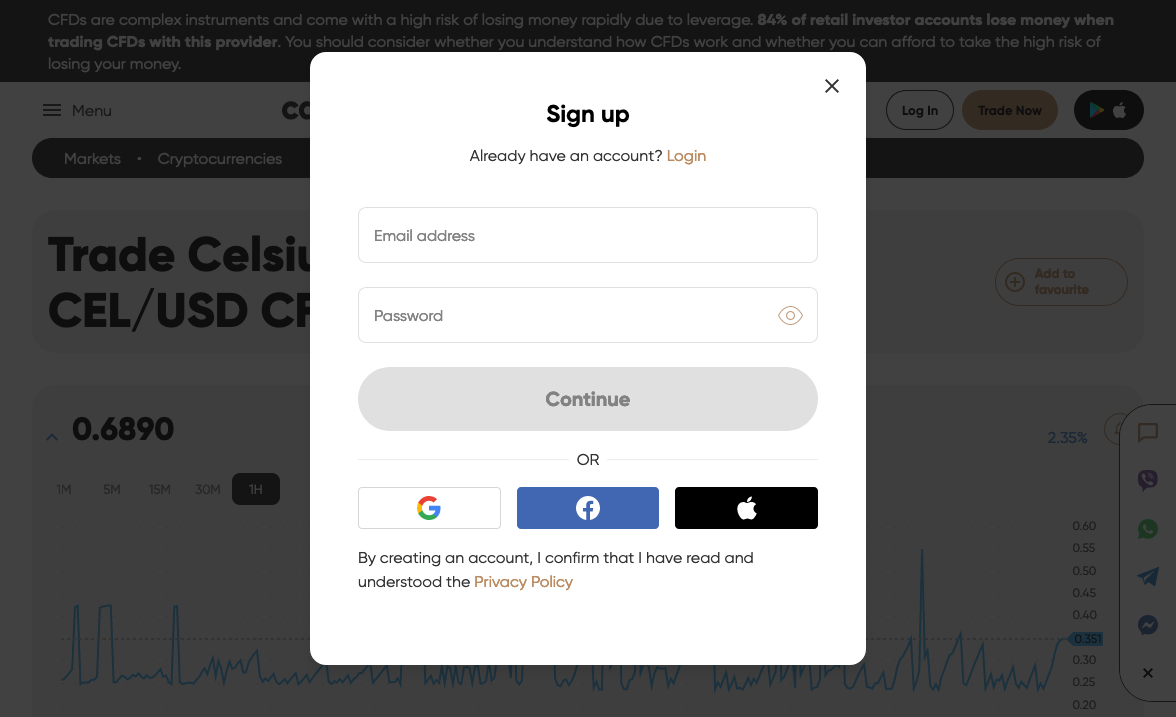 CFDs are complex instruments and come with a high risk of losing money rapidly due to leverage. 84% of retail investor accounts lose money when
trading CFDs with this provider. You should consider whether you understand how CFDs work and whether you can afford to take the high risk of
losing your money.
Menu
Log In
Trade Now
Markets • Cryptocurrencies
Sign up
Already have an account? Login
Email address
Password
Continue
OR
By creating an account, I confirm that I have read and
understood the Privacy Policy
Trade
CEL/USD
Add to
favourite
0.6890
2.35%
1M 5M 15M 30M 1H
0.60
0.55
0.50
0.45
0.40
0.351
0.30
0.25
0.20